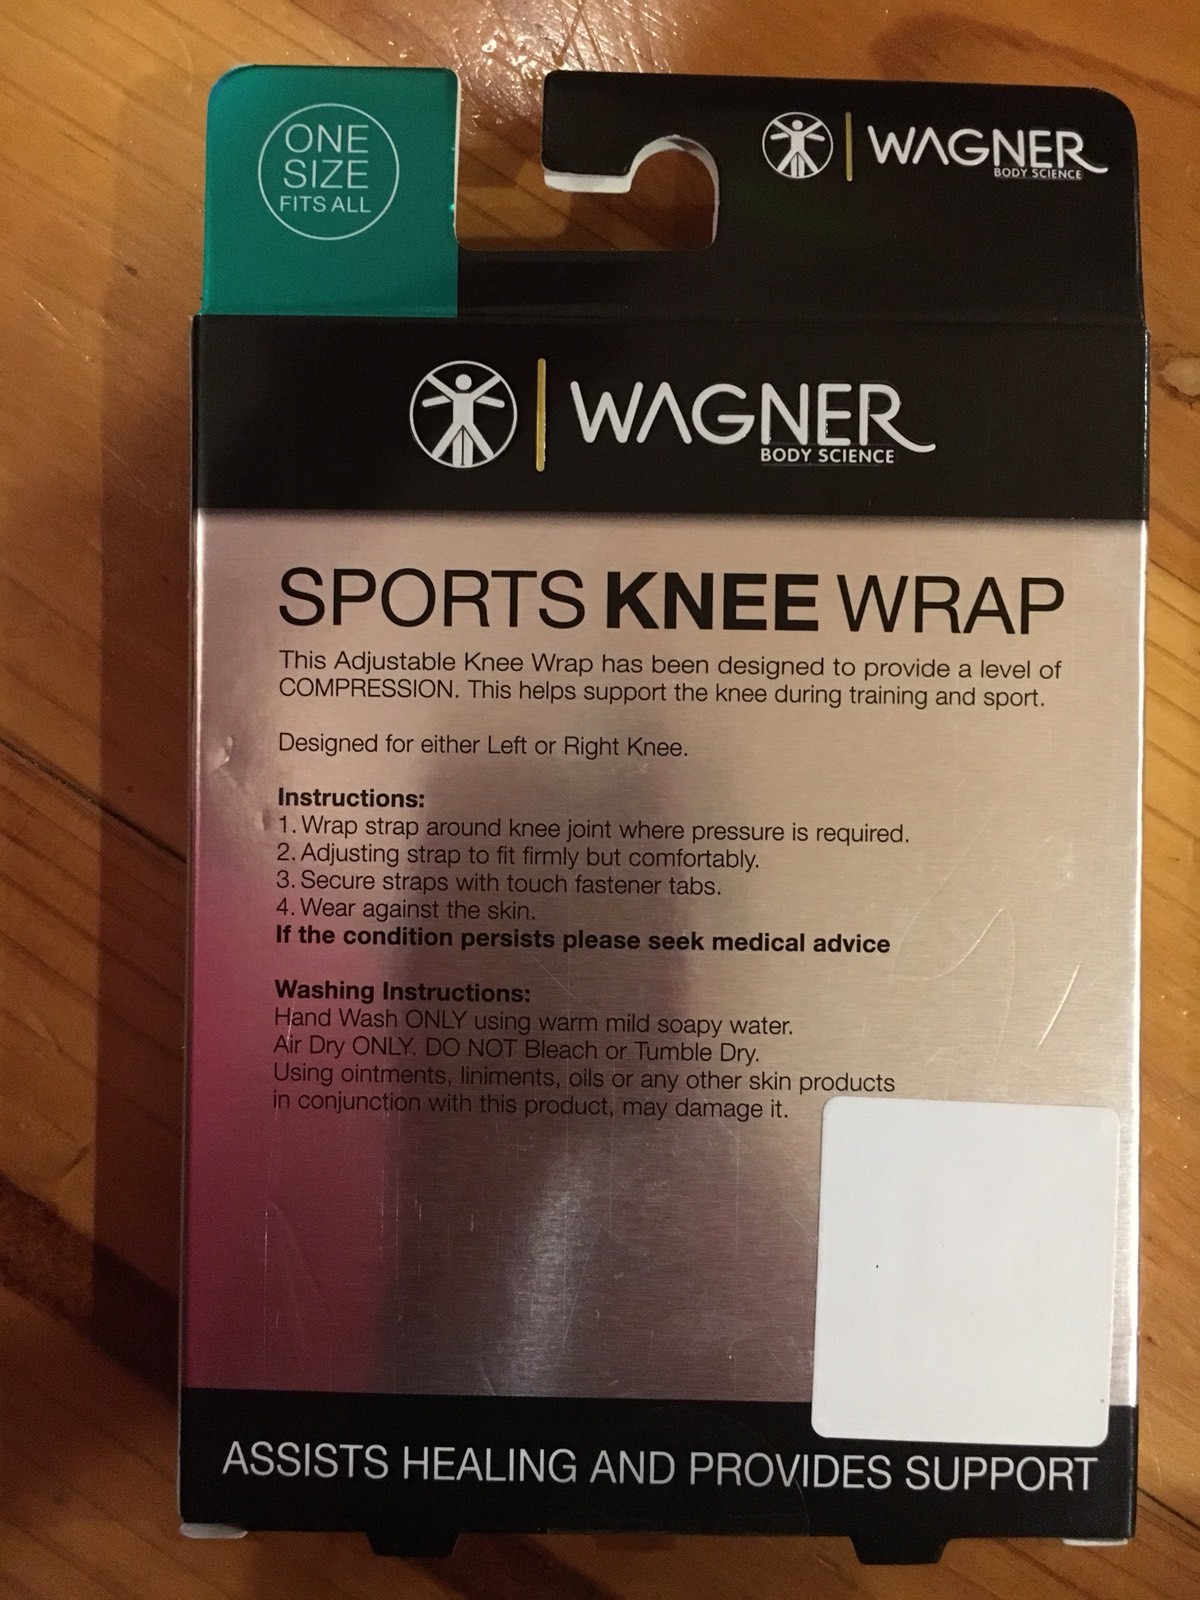 ONE
SIZE
FITS ALL
WAGNER
BODY SCIENCE
WAGNER
BODY SCIENCE
SPORTS KNEE WRAP
This Adjustable Knee Wrap has been designed to provide a level of
COMPRESSION. This helps support the knee during training and sport.
Designed for either Left or Right Knee.
Instructions:
1. Wrap strap around knee joint where pressure is required.
2. Adjusting strap to fit firmly but comfortably.
3. Secure straps with touch fastener tabs.
4. Wear against the skin.
If the condition persists please seek medical advice
Washing Instructions:
Hand Wash ONLY using warm mild soapy water.
Air Dry ONLY. DO NOT Bleach or Tumble Dry.
Using ointments, liniments, oils or any other skin products
in conjunction with this product, may damage it.
ASSISTS HEALING AND PROVIDES SUPPORT